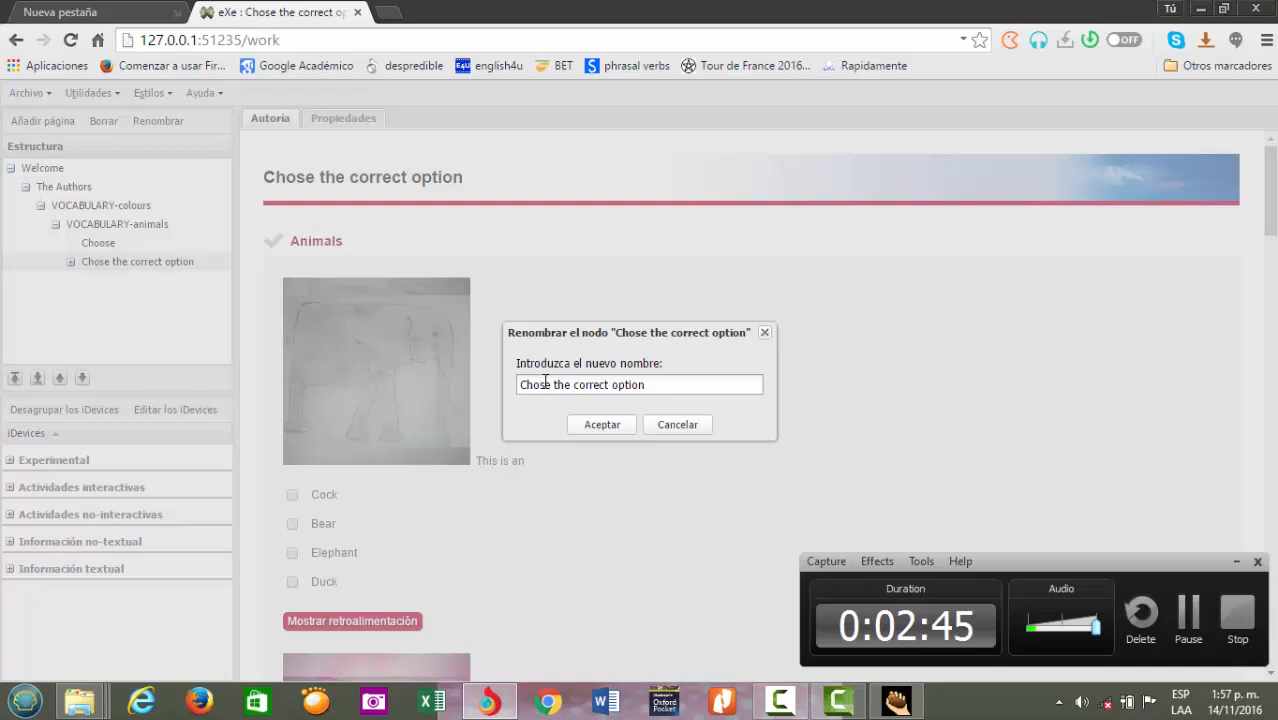 Nueva pestaña
eXe : Chose the correct op
Tú
127.0.0.1:51235/work
OFF
Aplicaciones
Comenzar a usar Fir...
Google Académico
despredible
english4u
BET
phrasal verbs
Tour de France 2016...
Rapidamente
Otros marcadores
Archivo
Utilidades
Estilos
Ayuda
Añadir página
Borrar
Renombrar
Autoria
Propiedades
Estructura
Welcome
The Authors
VOCABULARY-colours
VOCABULARY-animals
Choose
Chose the correct option
Chose the correct option
Animals
Renombrar el nodo "Chose the correct option"
Introduzca el nuevo nombre:
Chose the correct option
Aceptar
Cancelar
This is an
Cock
Bear
Elephant
Duck
Mostrar retroalimentación
Desagrupar los iDevices
Editar los iDevices
iDevices
Experimental
Actividades interactivas
Actividades no-interactivas
Información no-textual
Información textual
Capture
Effects
Tools
Help
Duration
0:02:45
Audio
Delete
Pause
Stop
Oxford
Pocket
ESP
LAA
1:57 p. m.
14/11/2016